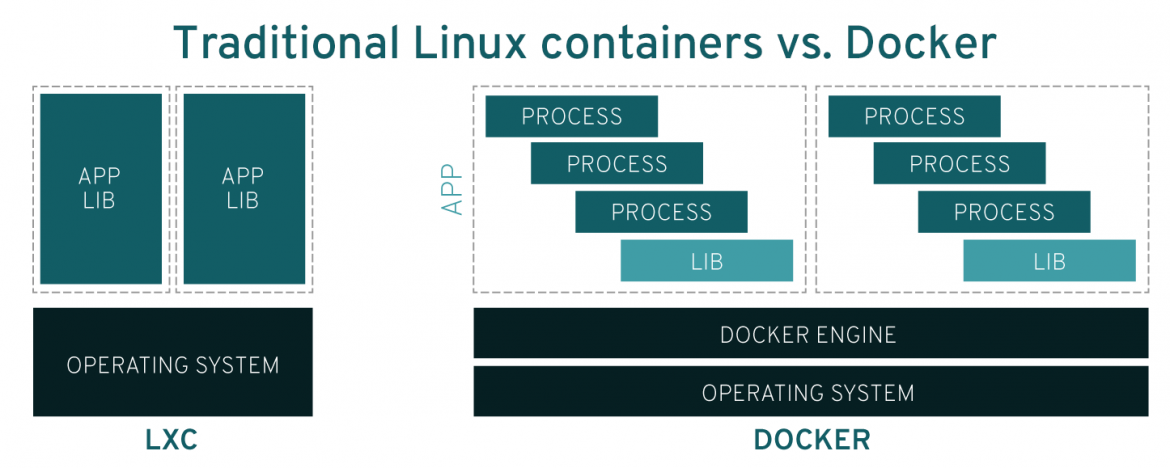 Traditional Linux containers vs. Docker
APP
LIB
APP
LIB
OPERATING SYSTEM
LXC
APP
PROCESS
PROCESS
PROCESS
LIB
PROCESS
PROCESS
PROCESS
LIB
DOCKER ENGINE
OPERATING SYSTEM
DOCKER